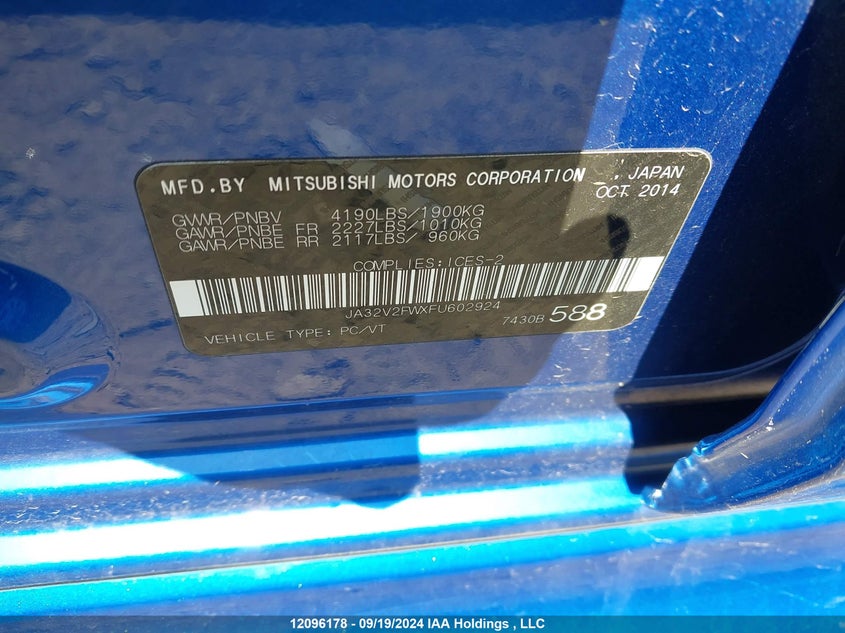 MFD.BY MITSUBISHI MOTORS CORPORATION , JAPAN
OCT. 2014
GVWR/PNBV 4190LBS/1900KG
GAWR/PNBE FR 2227LBS/1010KG
GAWR/PNBE RR 2117LBS/ 960KG
COMPLIES:ICES-2
JA32V2FWXFU602924
VEHICLE TYPE: PC/VT 7430B 588
12096178 - 09/19/2024 IAA Holdings , LLC